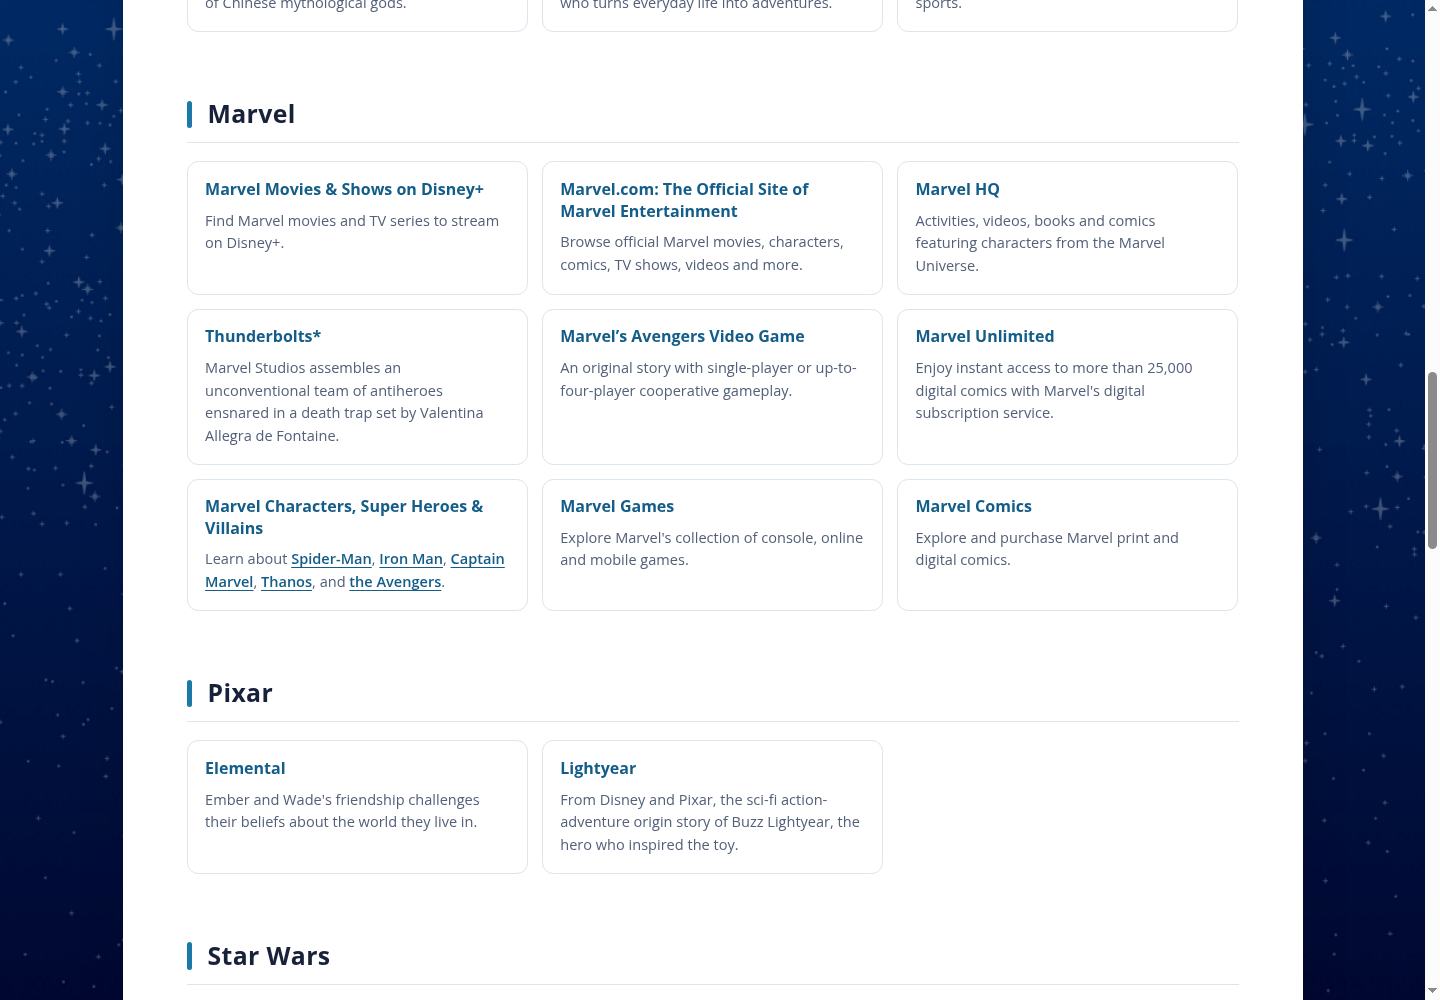 of Chinese mythological gods.
who turns everyday life into adventures.
sports.
Marvel
Marvel Movies & Shows on Disney+
Find Marvel movies and TV series to stream
on Disney+.
Marvel.com: The Official Site of
Marvel Entertainment
Browse official Marvel movies, characters,
comics, TV shows, videos and more.
Marvel HQ
Activities, videos, books and comics
featuring characters from the Marvel
Universe.
Thunderbolts*
Marvel Studios assembles an
unconventional team of antiheroes
ensnared in a death trap set by Valentina
Allegra de Fontaine.
Marvel’s Avengers Video Game
An original story with single-player or up-to-
four-player cooperative gameplay.
Marvel Unlimited
Enjoy instant access to more than 25,000
digital comics with Marvel's digital
subscription service.
Marvel Characters, Super Heroes &
Villains
Learn about Spider-Man, Iron Man, Captain
Marvel, Thanos, and the Avengers.
Marvel Games
Explore Marvel's collection of console, online
and mobile games.
Marvel Comics
Explore and purchase Marvel print and
digital comics.
Pixar
Elemental
Ember and Wade's friendship challenges
their beliefs about the world they live in.
Lightyear
From Disney and Pixar, the sci-fi action-
adventure origin story of Buzz Lightyear, the
hero who inspired the toy.
Star Wars